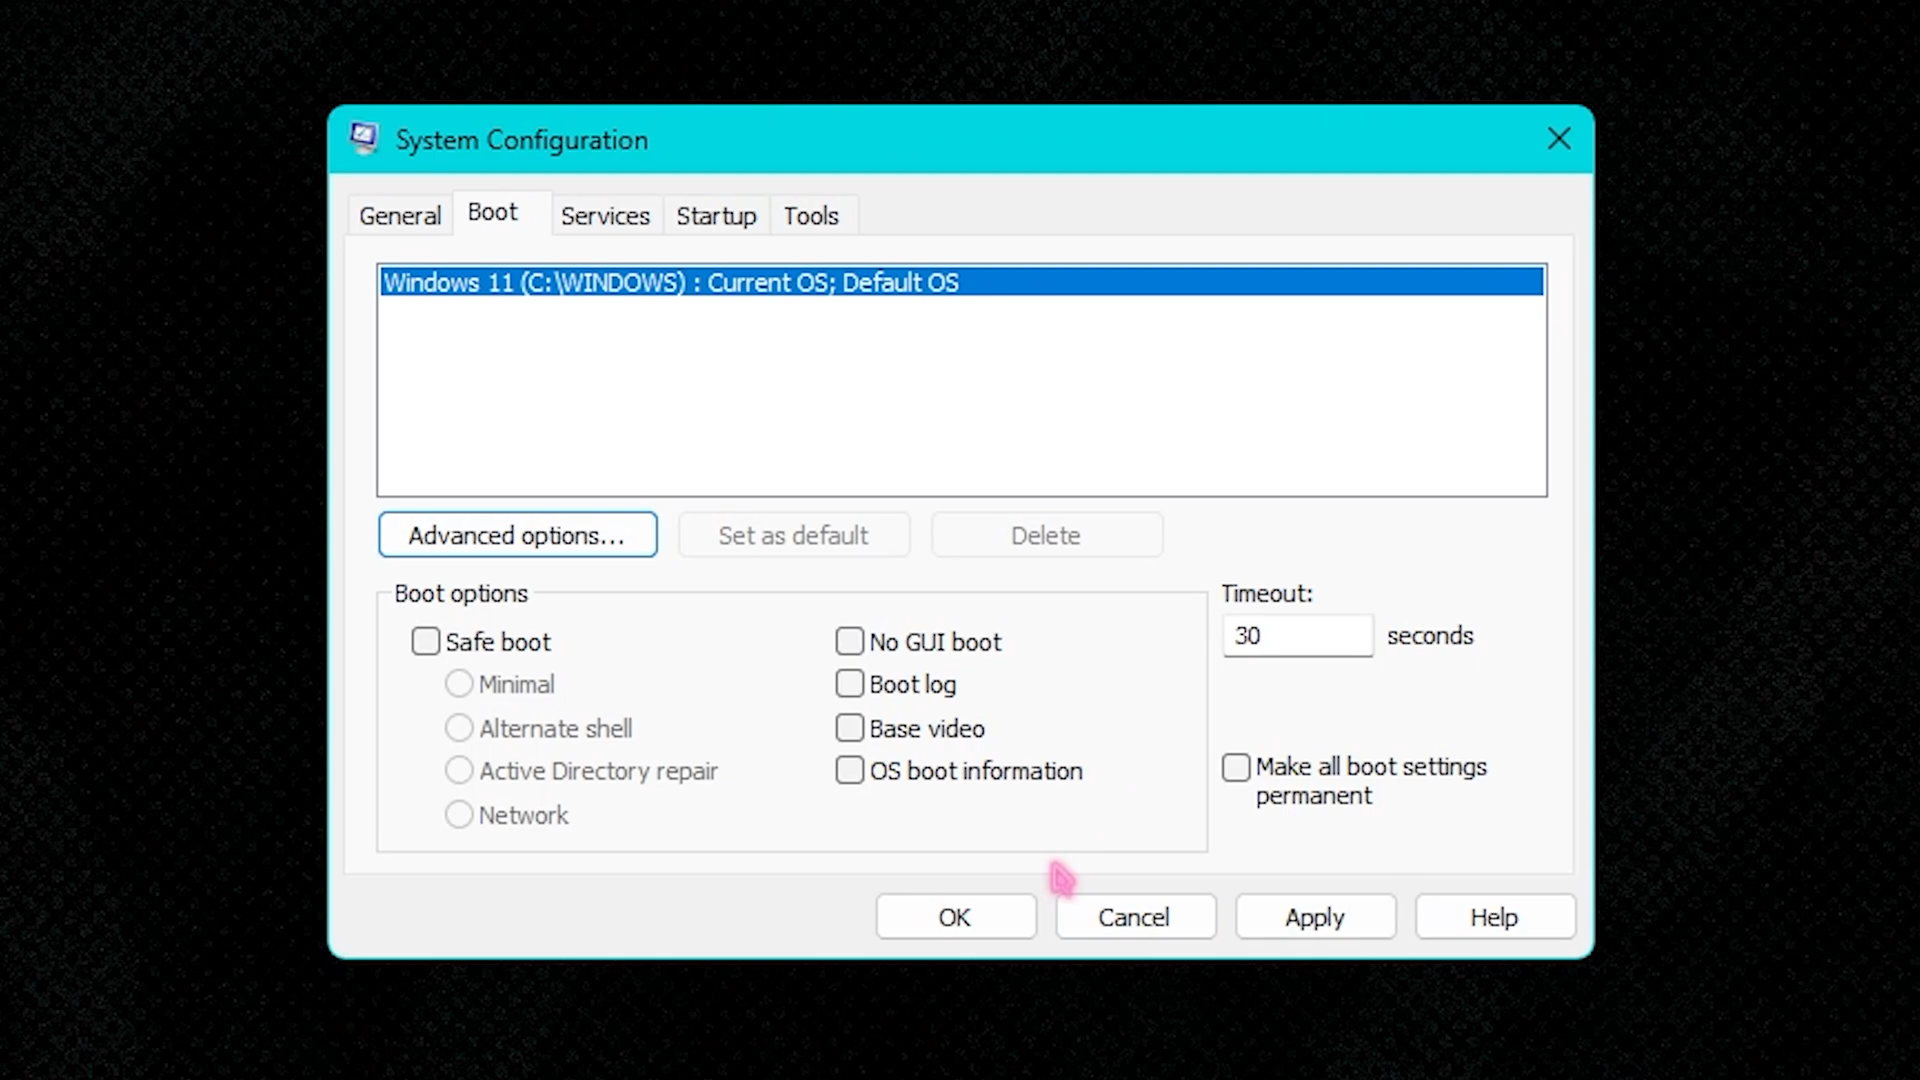 System Configuration
General Boot Services Startup Tools
Windows 11 (C:\WINDOWS) : Current OS; Default OS
Advanced options... Set as default Delete
Boot options
Timeout:
Safe boot
No GUI boot
30 seconds
Minimal
Boot log
Alternate shell
Base video
Active Directory repair
OS boot information
Make all boot settings
permanent
Network
OK Cancel Apply Help